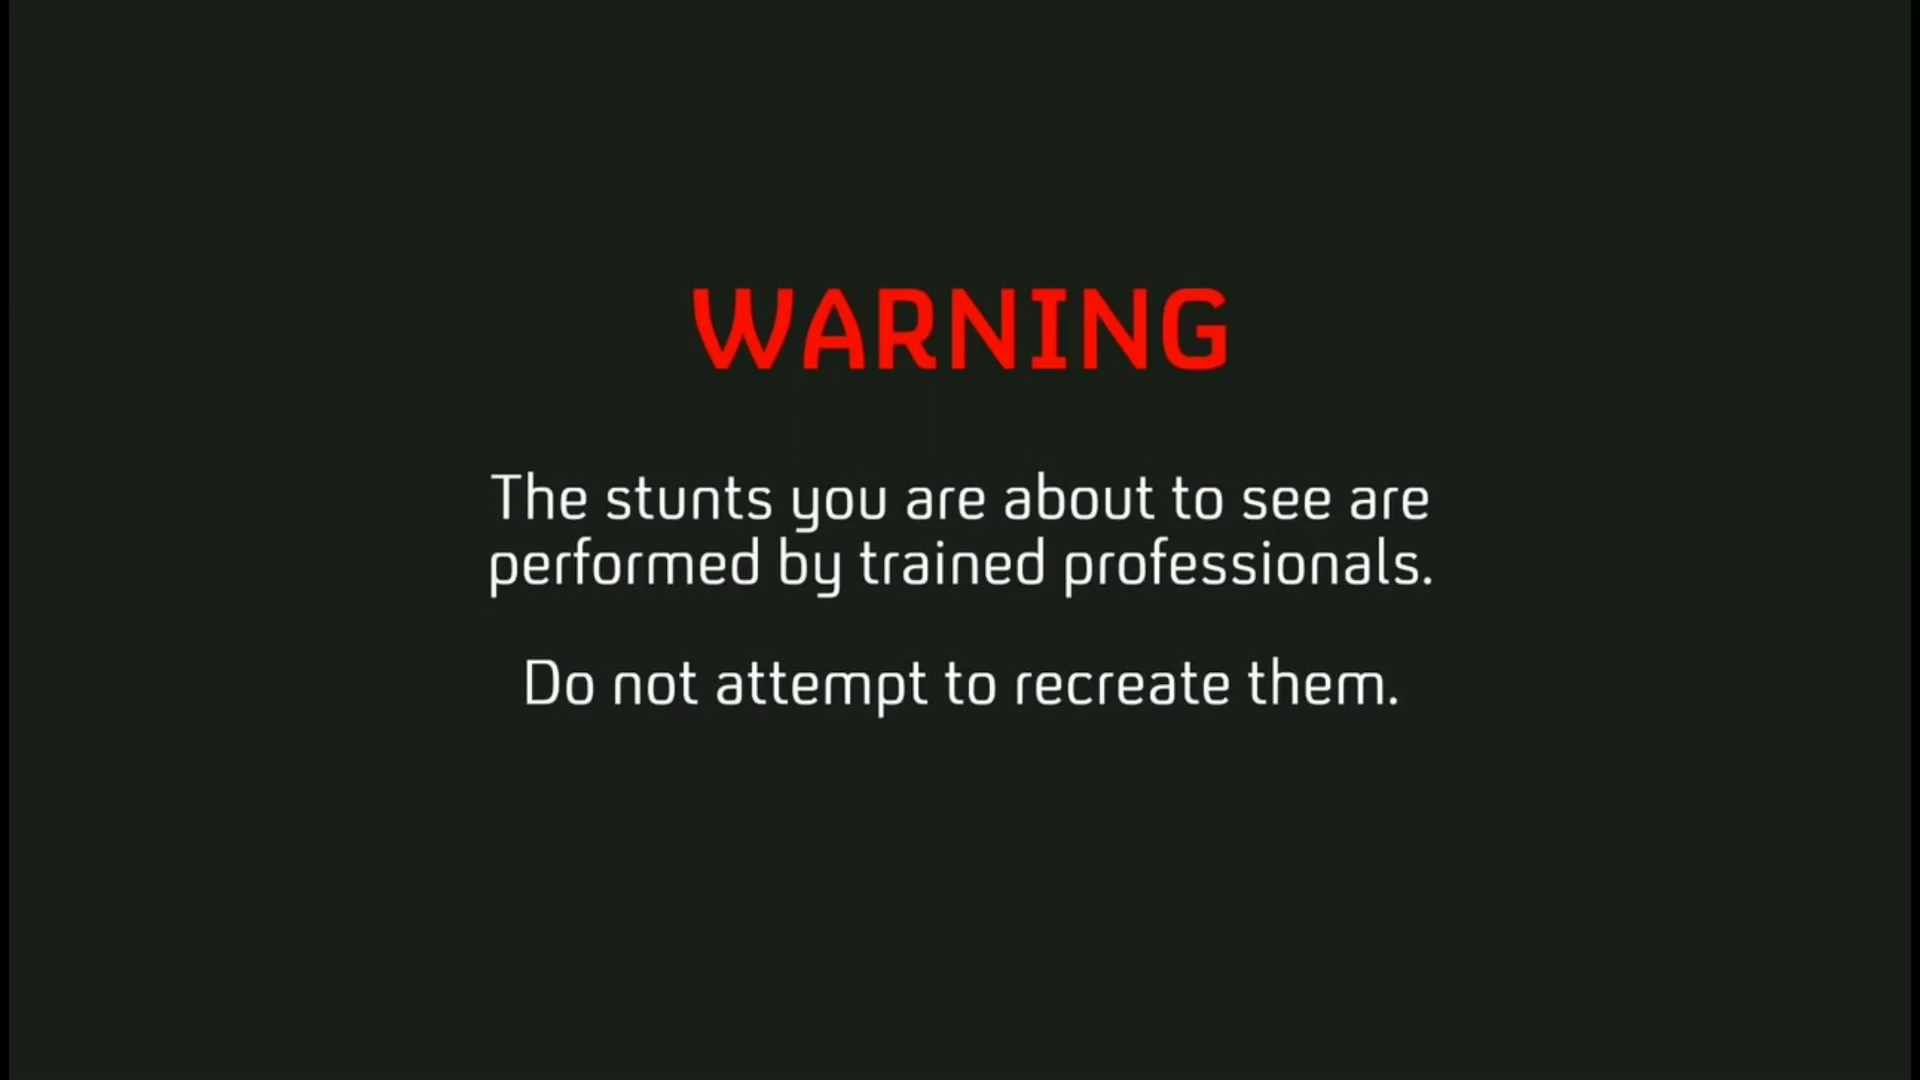 WARNING
The stunts you are about to see are
performed by trained professionals.
Do not attempt to recreate them.